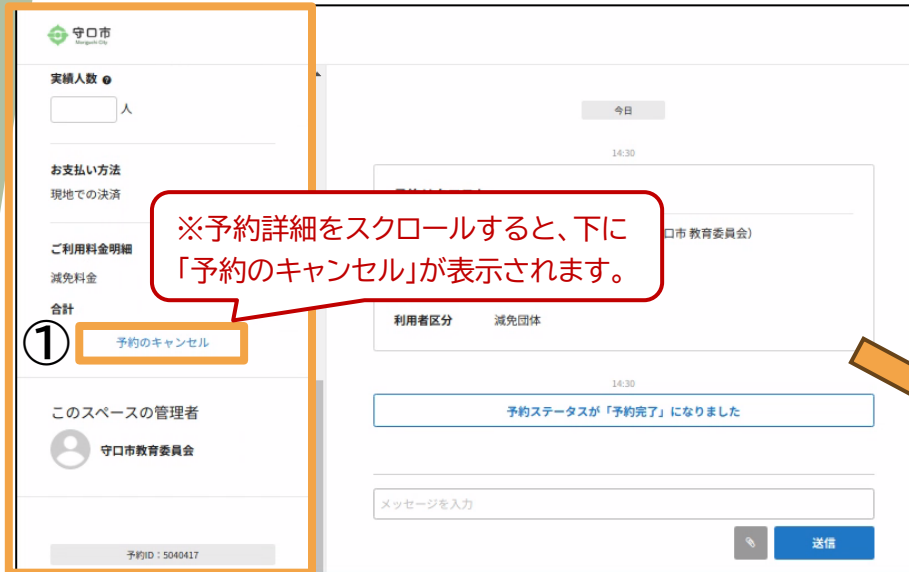 守口市
Moriguchi City
実績人数
人
お支払い方法
現地での決済
ご利用料金明細
減免料金
合計
①
予約のキャンセル
このスペースの管理者
守口市教育委員会
予約ID：5040417
※予約詳細をスクロールすると、下に
「予約のキャンセル」が表示されます。
今日
14:30
口市 教育委員会）
利用者区分 減免団体
14:30
予約ステータスが「予約完了」になりました
メッセージを入力
送信